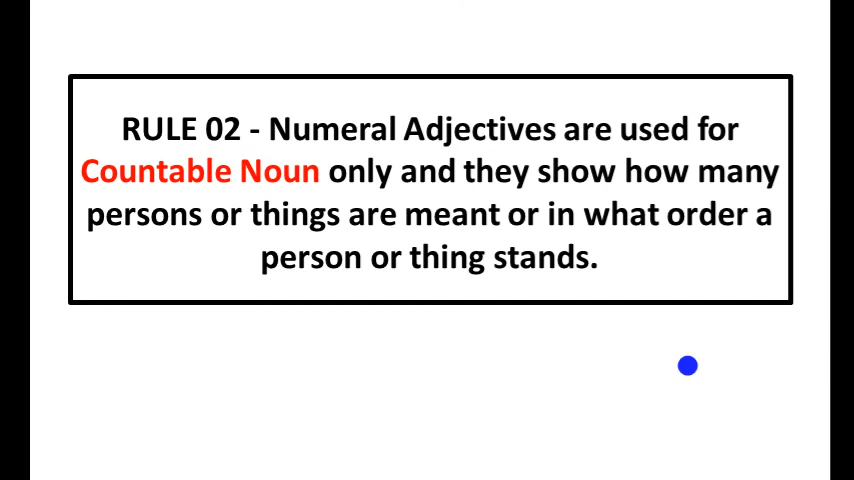 RULE 02 - Numeral Adjectives are used for
Countable Noun only and they show how many
persons or things are meant or in what order a
person or thing stands.